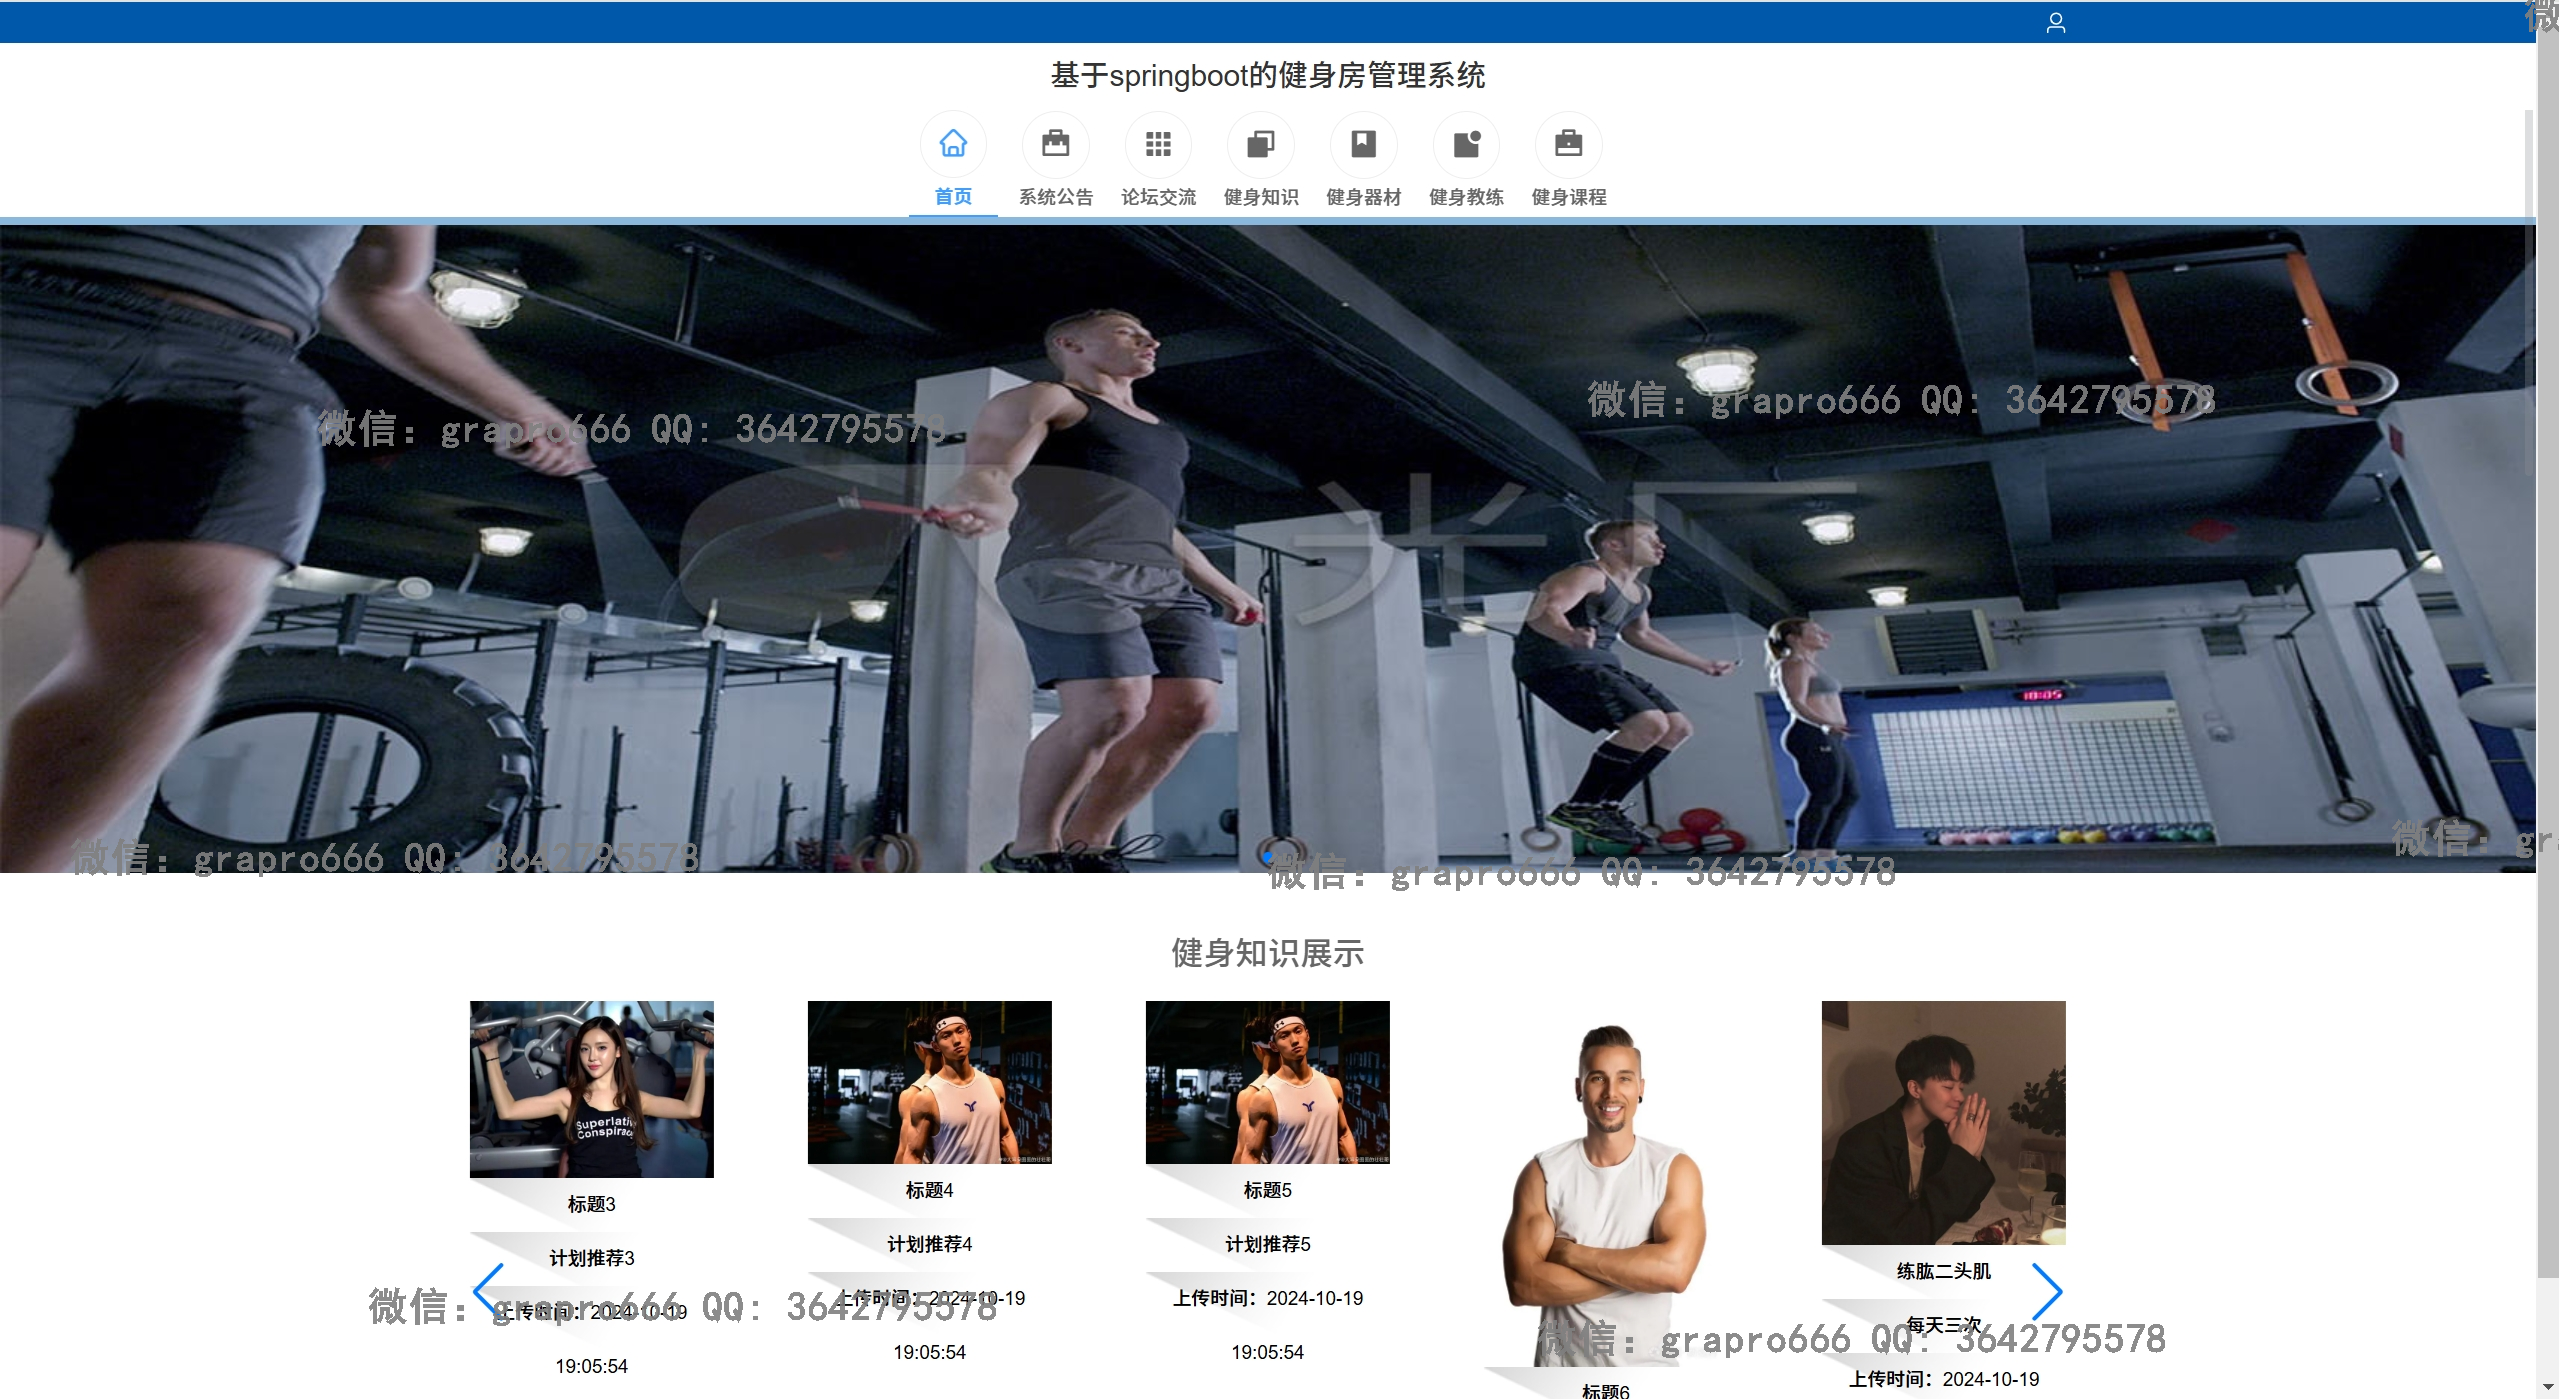 基于springboot的健身房管理系统
首页 系统公告 论坛交流 健身知识 健身器材 健身教练 健身课程
微信: grapro666 QQ: 3642795578
微信: grapro666 QQ: 3642795578
光厂
18:05
微信: grapro666 QQ: 3642795578
微信: grapro666 QQ: 3642795578
微信: gr
健身知识展示
Superlative
Conspiracy
标题3
标题4
标题5
标题6
练肱二头肌
计划推荐3
计划推荐4
计划推荐5
每天三次
上传时间: 2024-10-19
上传时间: 2024-10-19
上传时间: 2024-10-19
上传时间: 2024-10-19
19:05:54
19:05:54
19:05:54
微信: grapro666 QQ: 3642795578
微信: grapro666 QQ: 3642795578
微